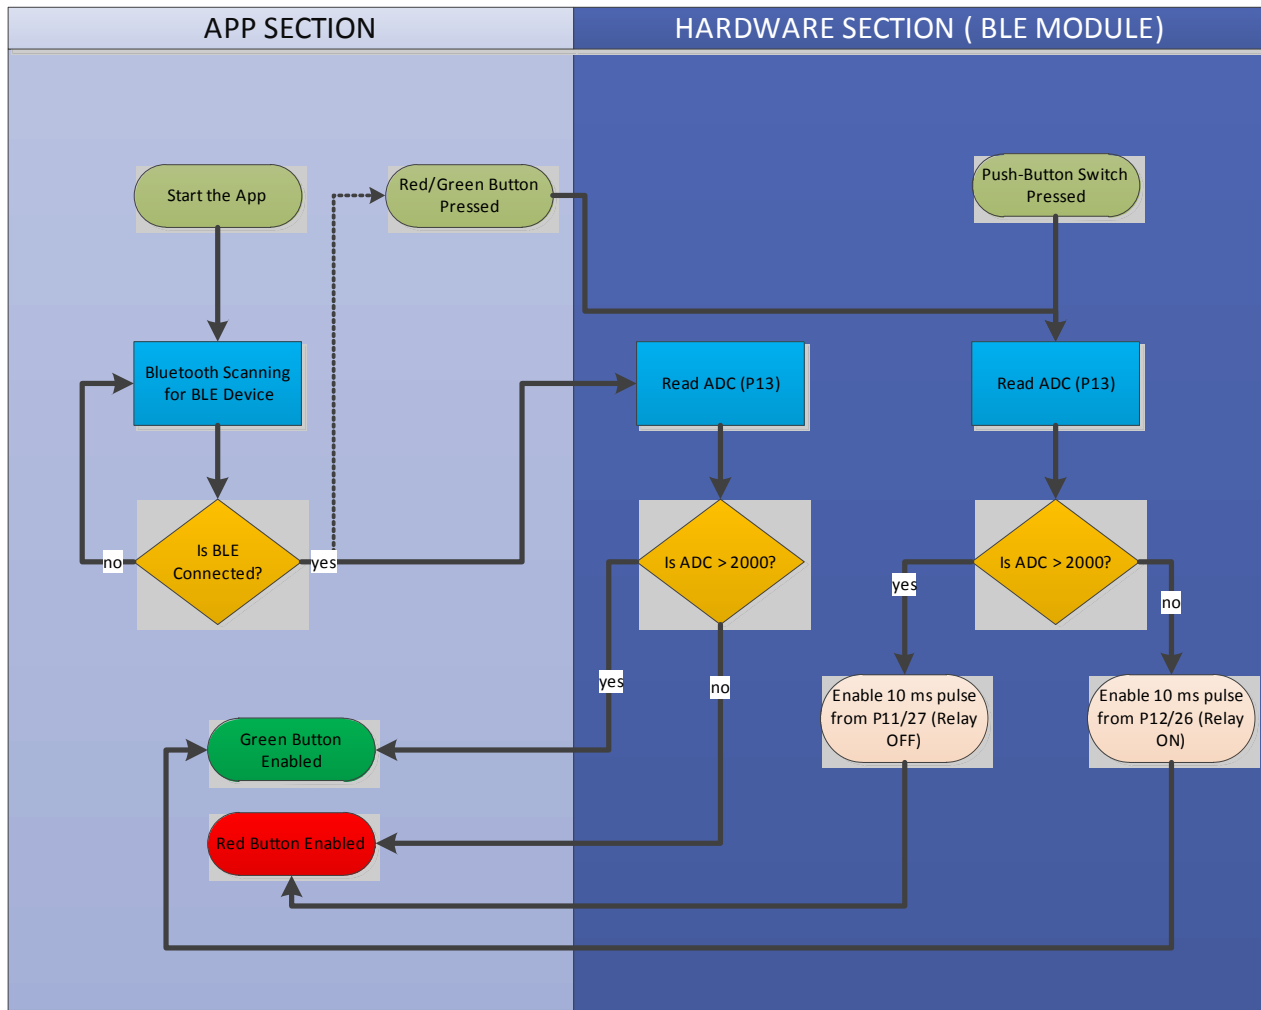 APP SECTION
HARDWARE SECTION ( BLE MODULE)
Start the App
Red/Green Button
Pressed
Push-Button Switch
Pressed
Bluetooth Scanning
for BLE Device
Read ADC (P13)
Read ADC (P13)
Is BLE
Connected?
no
yes
Is ADC > 2000?
yes
no
Is ADC > 2000?
yes
no
Enable 10 ms pulse
from P11/27 (Relay
OFF)
Enable 10 ms pulse
from P12/26 (Relay
ON)
Green Button
Enabled
Red Button Enabled